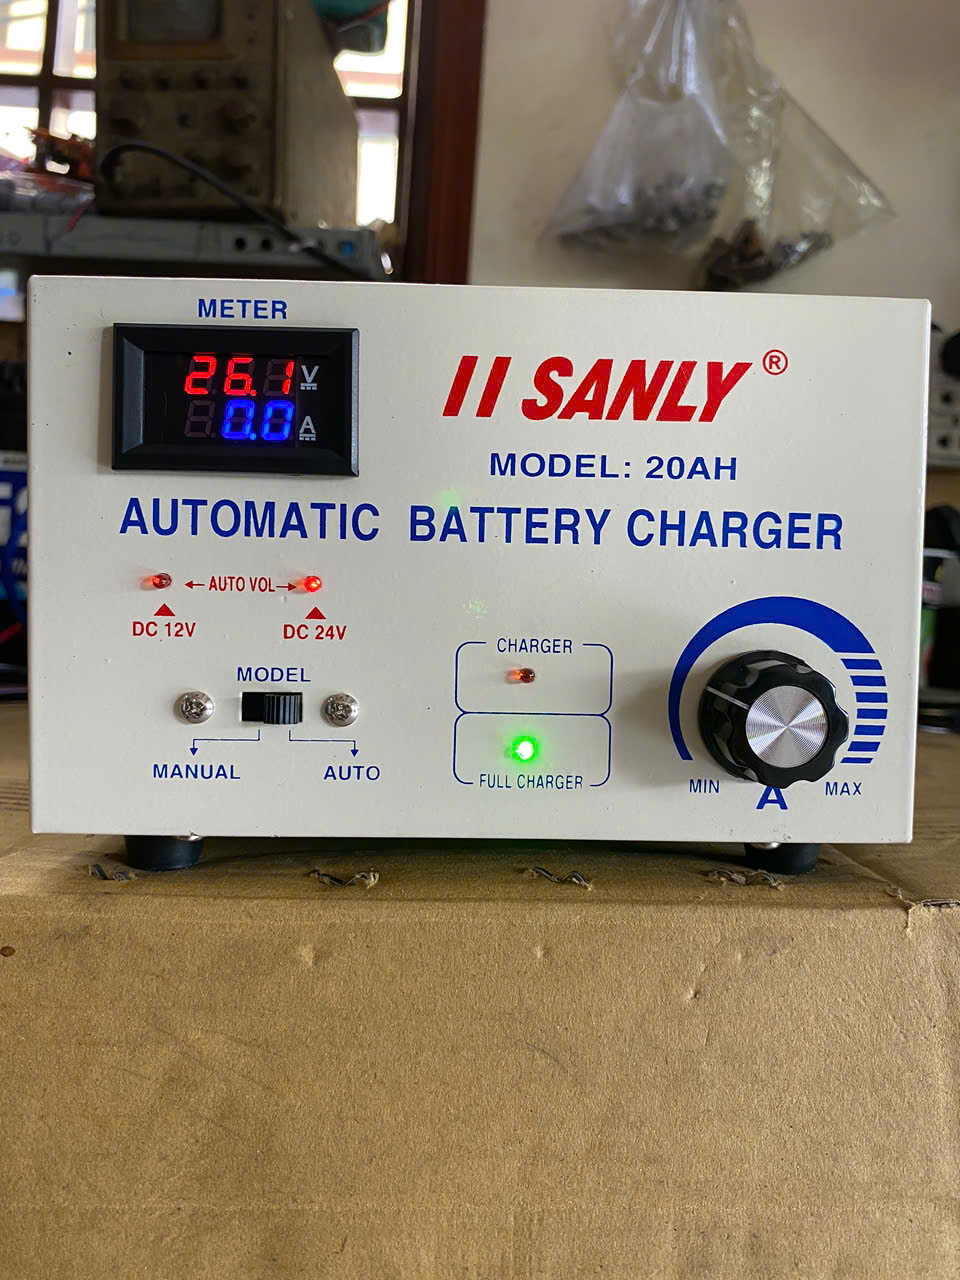 METER
26.1 V
0.0 A
II SANLY ®
MODEL: 20AH
AUTOMATIC BATTERY CHARGER
AUTO VOL
DC 12V
DC 24V
MODEL
MANUAL
AUTO
CHARGER
FULL CHARGER
MIN
A
MAX